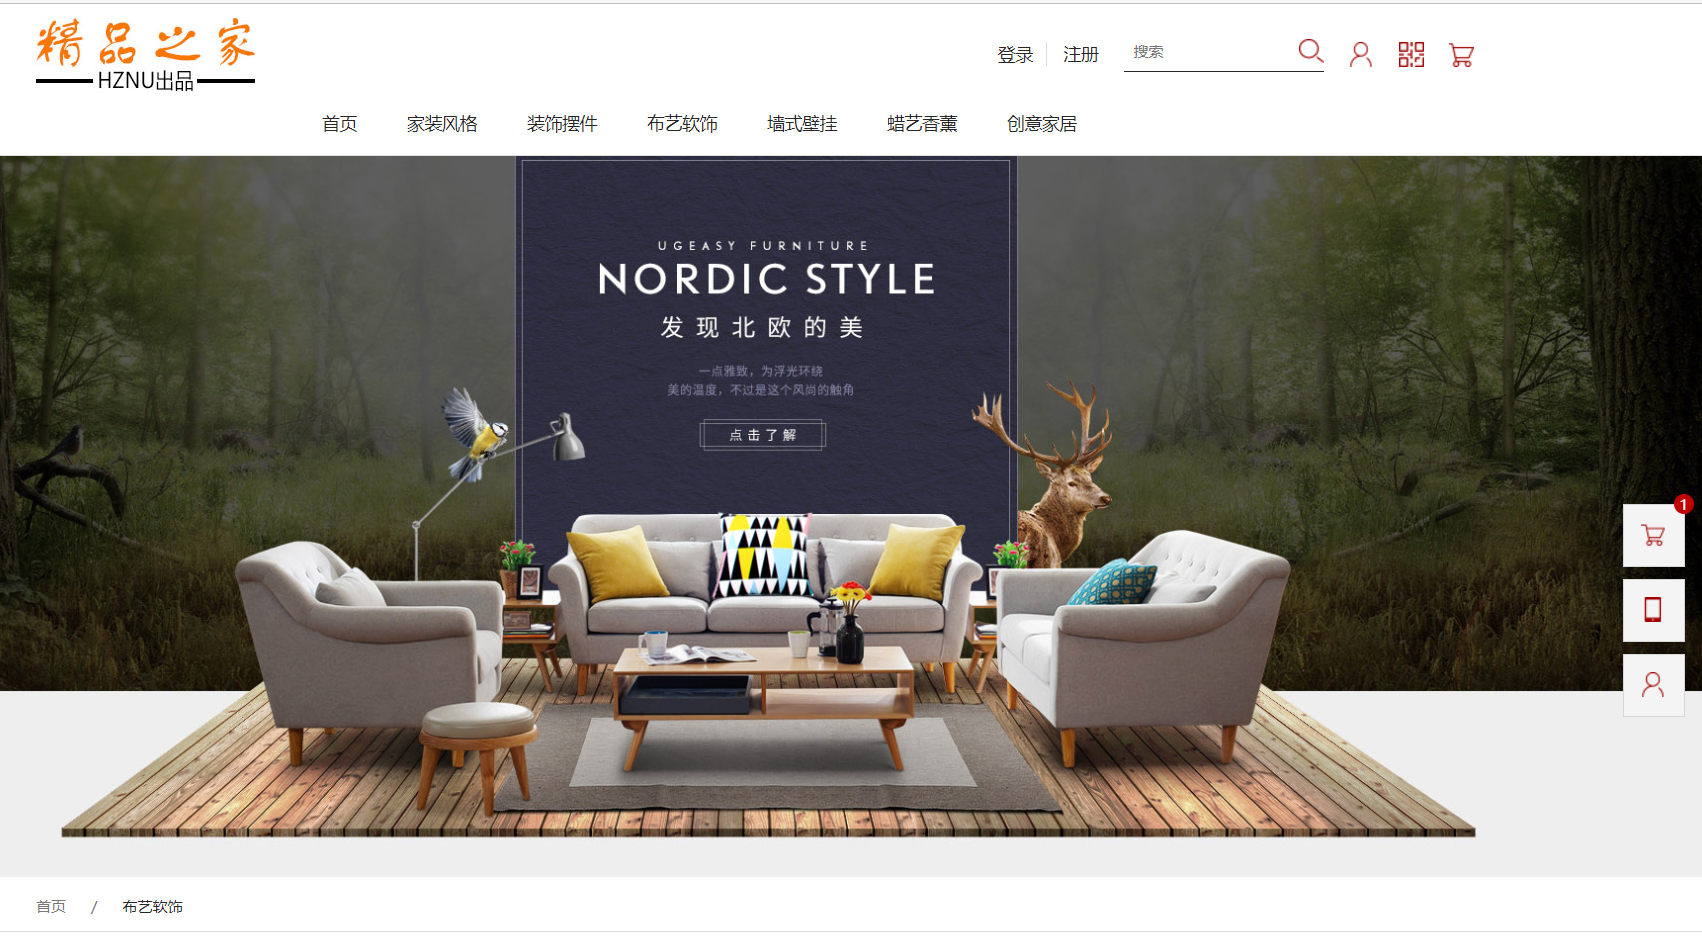 精品之家
HZNU出品
登录 注册 搜索
首页 家装风格 装饰摆件 布艺软饰 墙式壁挂 蜡艺香薰 创意家居
UGEASY FURNITURE
NORDIC STYLE
发现北欧的美
一点雅致，为浮光环绕
美的温度，不过是这个风尚的触角
点击了解
1
首页 / 布艺软饰